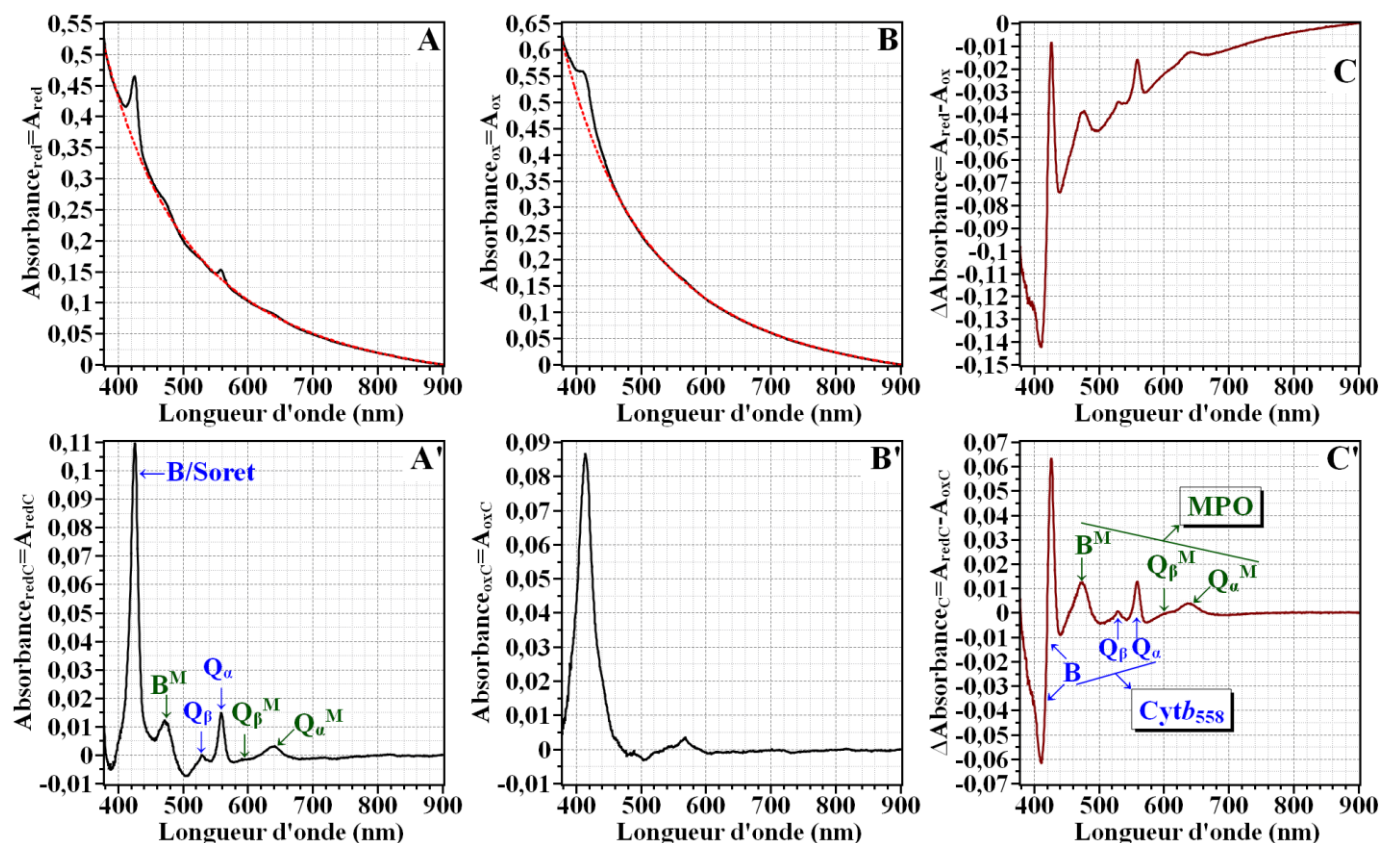 A
Absorbance_red=A_red
0,55
0,5
0,45
0,4
0,35
0,3
0,25
0,2
0,15
0,1
0,05
0
400 500 600 700 800 900
Longueur d'onde (nm)
B
Absorbance_ox=A_ox
0,65
0,6
0,55
0,5
0,45
0,4
0,35
0,3
0,25
0,2
0,15
0,1
0,05
0
400 500 600 700 800 900
Longueur d'onde (nm)
C
ΔAbsorbance=A_red-A_ox
0
-0,01
-0,02
-0,03
-0,04
-0,05
-0,06
-0,07
-0,08
-0,09
-0,1
-0,11
-0,12
-0,13
-0,14
-0,15
400 500 600 700 800 900
Longueur d'onde (nm)
A'
Absorbance_redC=A_redC
0,11
0,1
0,09
0,08
0,07
0,06
0,05
0,04
0,03
0,02
0,01
0
-0,01
←B/Soret
B^M
Q_β
Q_α
Q_β^M
Q_α^M
400 500 600 700 800 900
Longueur d'onde (nm)
B'
Absorbance_oxC=A_oxC
0,09
0,08
0,07
0,06
0,05
0,04
0,03
0,02
0,01
0
-0,01
400 500 600 700 800 900
Longueur d'onde (nm)
C'
ΔAbsorbance_C=A_redC-A_oxC
0,07
0,06
0,05
0,04
0,03
0,02
0,01
0
-0,01
-0,02
-0,03
-0,04
-0,05
-0,06
-0,07
MPO
B^M
Q_β^M
Q_α^M
Q_β Q_α
B
Cytb_558
400 500 600 700 800 900
Longueur d'onde (nm)